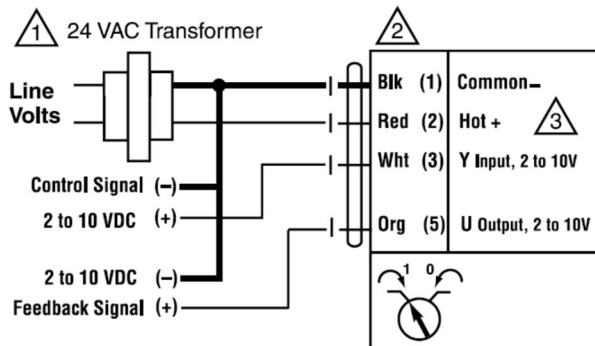 1 24 VAC Transformer
2
Line
Volts
Blk (1) Common –
Red (2) Hot +
3
Wht (3) Y Input, 2 to 10V
Control Signal (–)
2 to 10 VDC (+)
Org (5) U Output, 2 to 10V
2 to 10 VDC (–)
Feedback Signal (+)
1 0